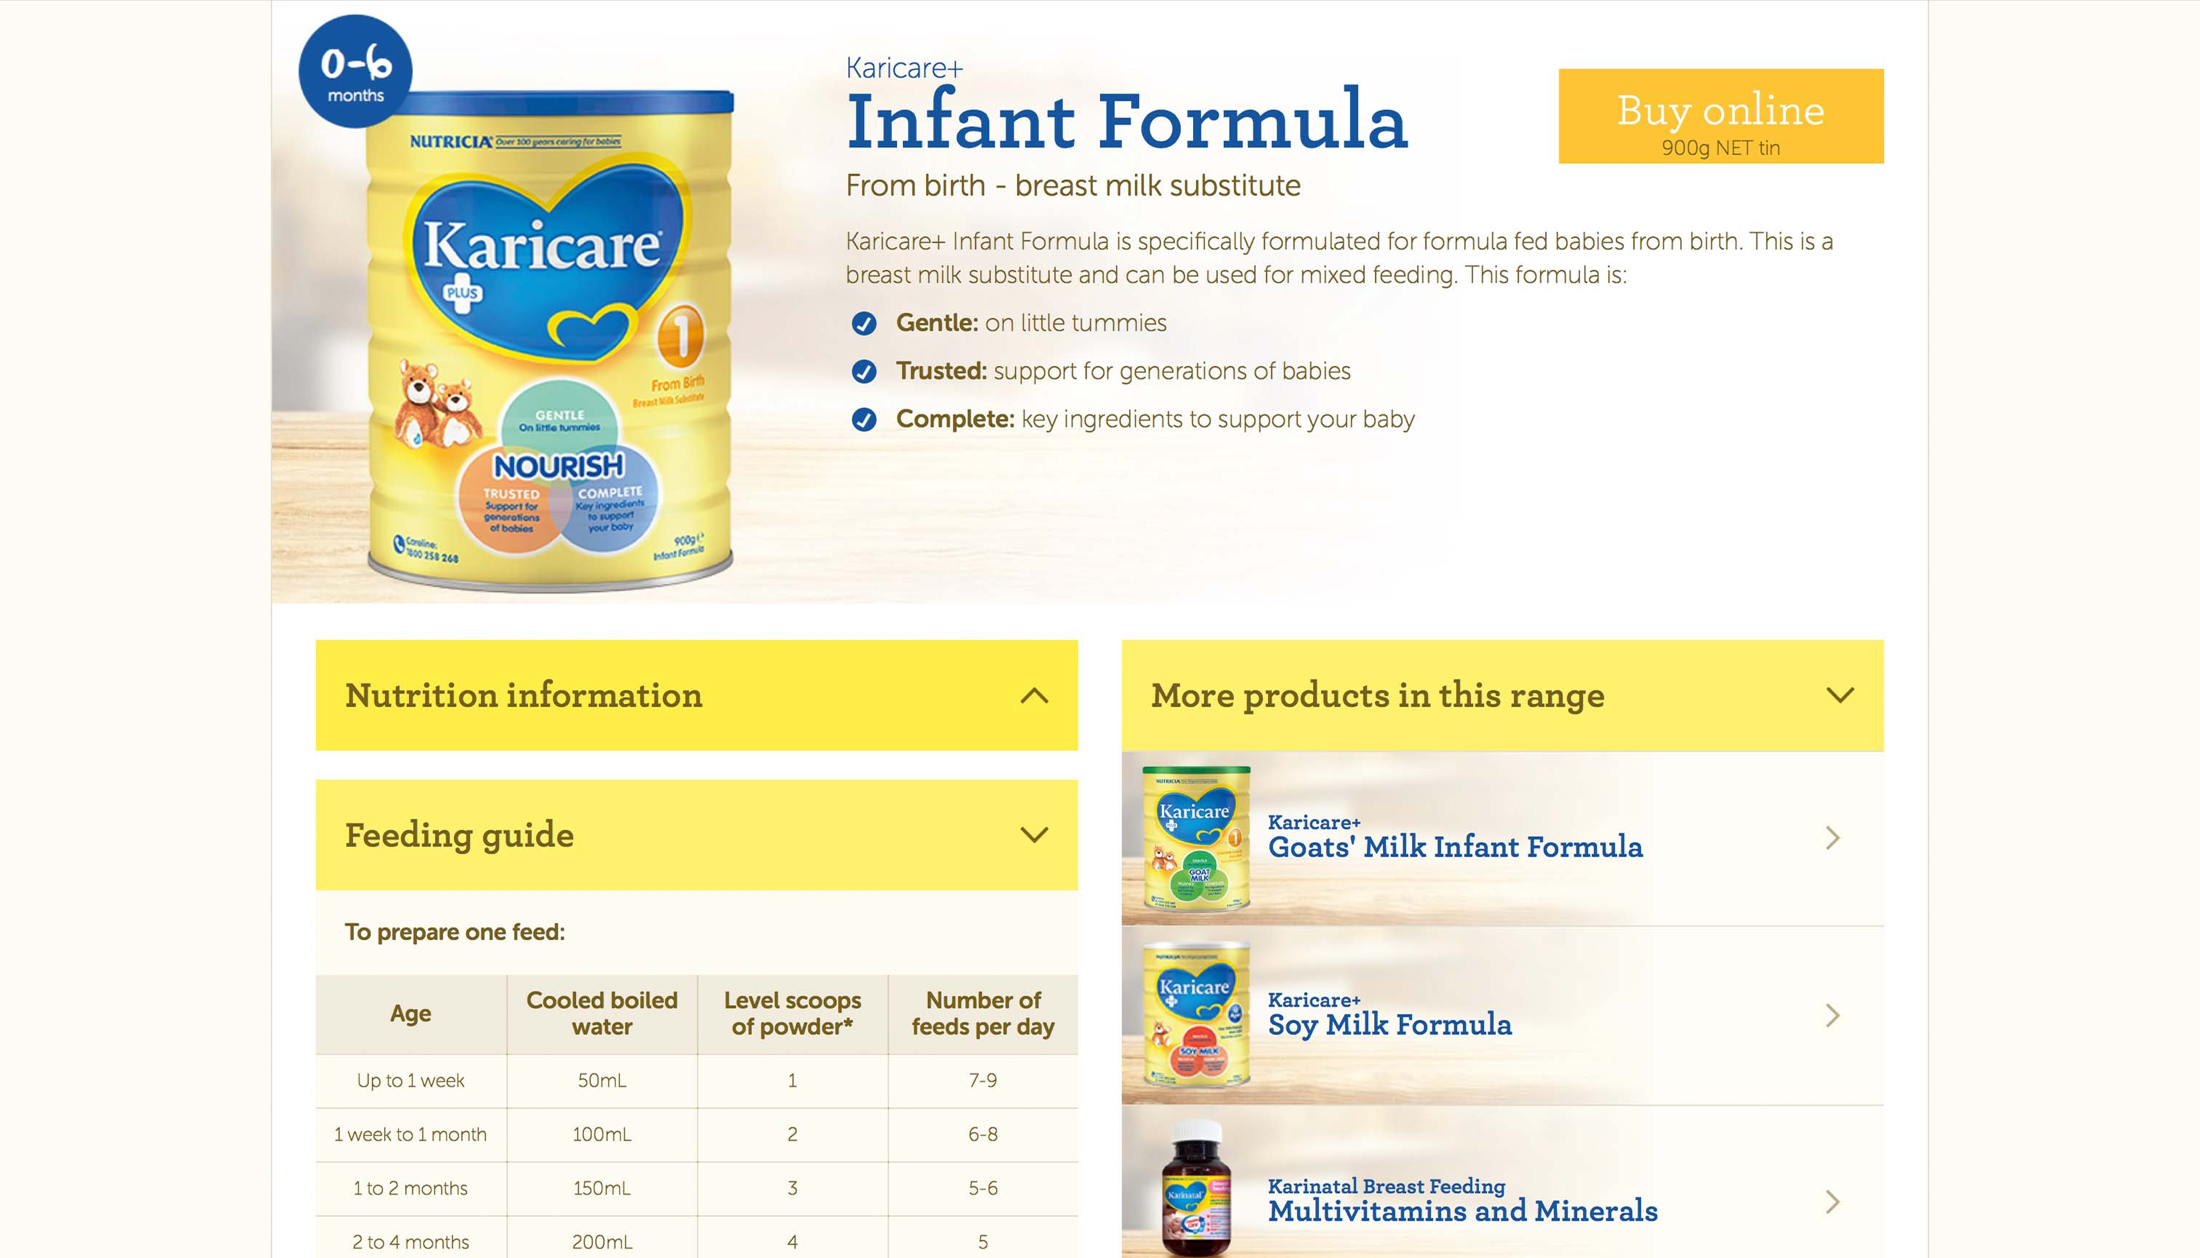 0-6
months
NUTRICIA Over 100 years caring for babies
Karicare
PLUS
1
From Birth
Breast Milk Substitute
GENTLE
On little tummies
NOURISH
TRUSTED
Support for
generations
of babies
COMPLETE
Key ingredients
to support
your baby
Careline:
1800 258 268
900g e
Infant Formula
Karicare+
Infant Formula
From birth - breast milk substitute
Buy online
900g NET tin
Karicare+ Infant Formula is specifically formulated for formula fed babies from birth. This is a
breast milk substitute and can be used for mixed feeding. This formula is:
Gentle: on little tummies
Trusted: support for generations of babies
Complete: key ingredients to support your baby
Nutrition information
Feeding guide
To prepare one feed:
Age Cooled boiled water Level scoops of powder* Number of feeds per day
Up to 1 week 50mL 1 7-9
1 week to 1 month 100mL 2 6-8
1 to 2 months 150mL 3 5-6
2 to 4 months 200mL 4 5
More products in this range
Karicare
1
GOAT
MILK
Karicare+
Goats' Milk Infant Formula
Karicare
SOY MILK
Karicare+
Soy Milk Formula
Karinatal
Karinatal Breast Feeding
Multivitamins and Minerals